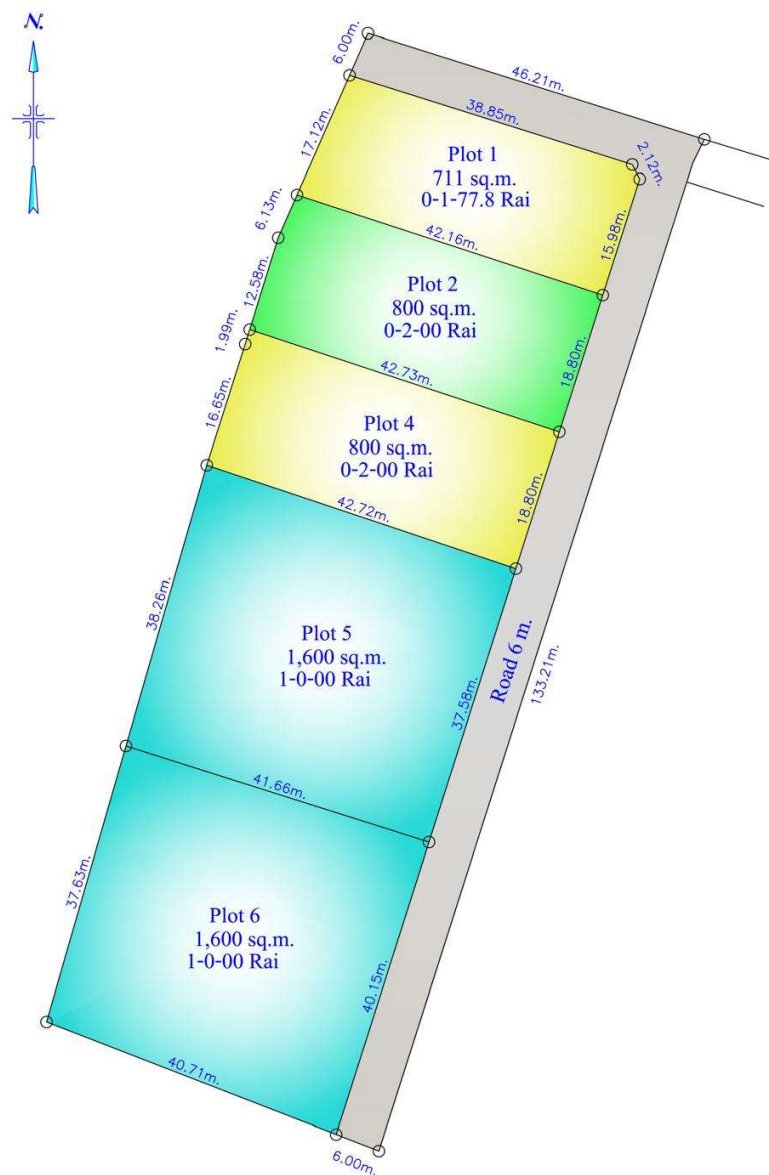 N.
6.00m.
46.21m.
38.85m.
2.12m.
17.12m.
Plot 1
711 sq.m.
0-1-77.8 Rai
15.98m.
6.13m.
42.16m.
12.58m.
Plot 2
800 sq.m.
0-2-00 Rai
18.80m.
1.99m.
42.73m.
16.65m.
Plot 4
800 sq.m.
0-2-00 Rai
18.80m.
42.72m.
38.26m.
Plot 5
1,600 sq.m.
1-0-00 Rai
37.58m.
Road 6 m.
133.21m.
41.66m.
37.63m.
Plot 6
1,600 sq.m.
1-0-00 Rai
40.15m.
40.71m.
6.00m.